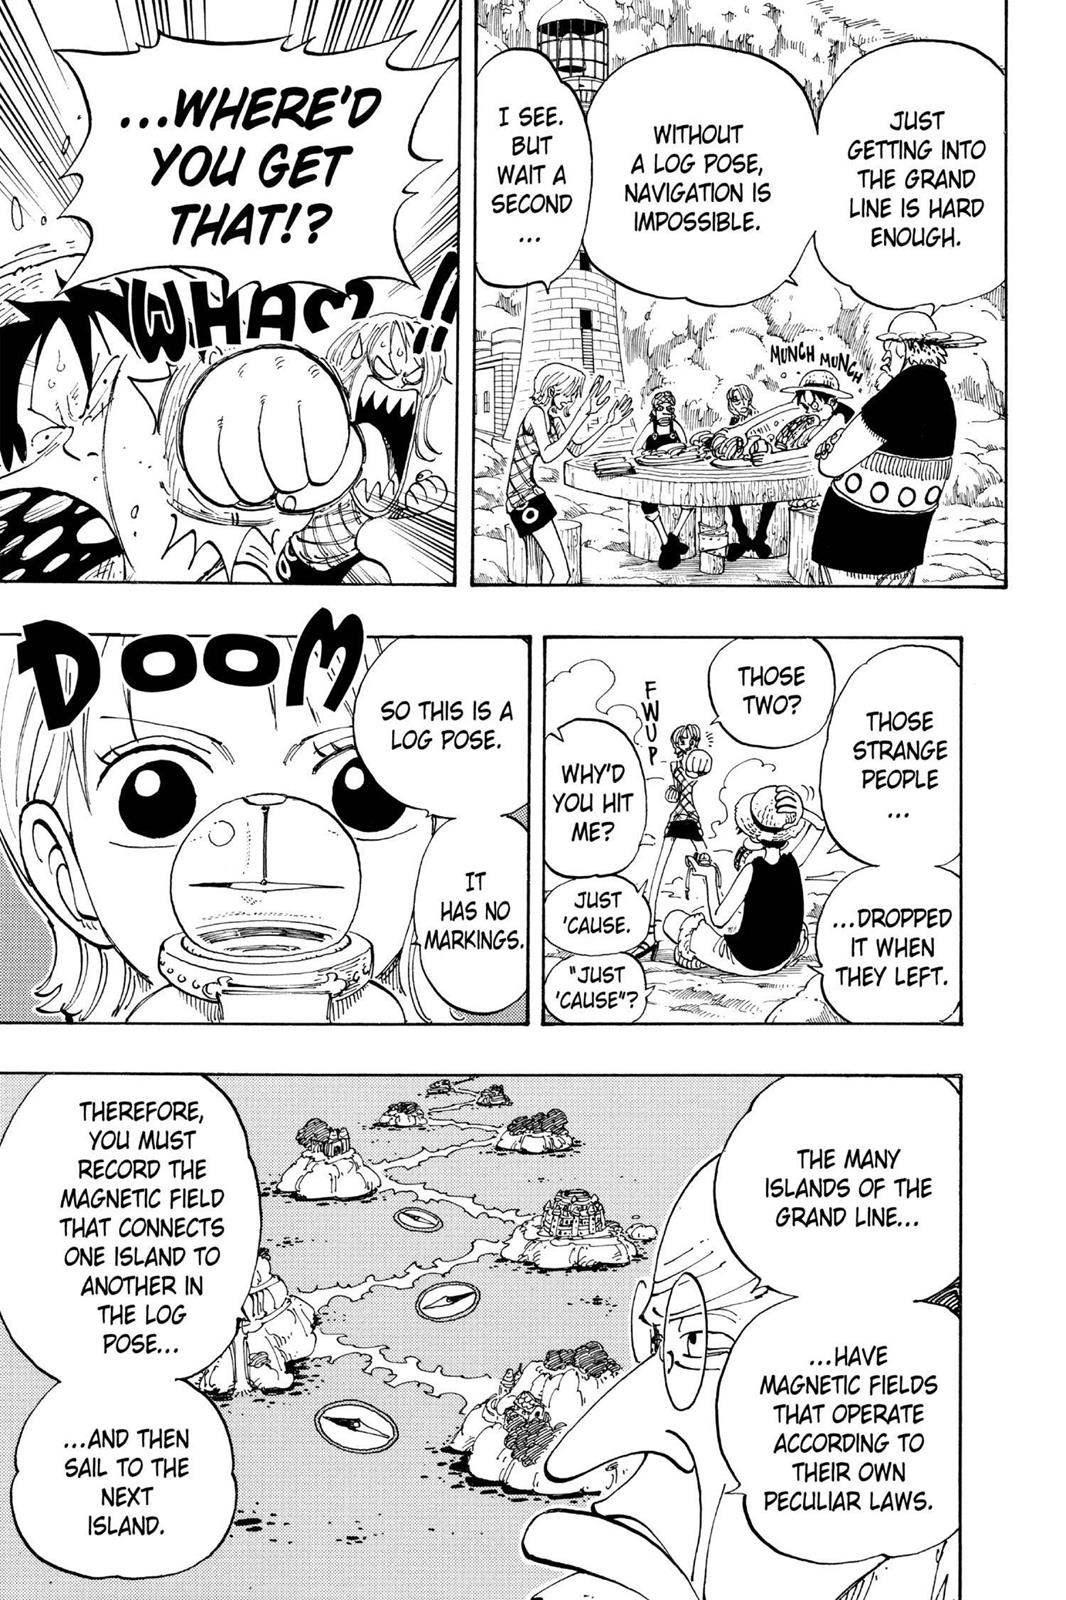 JUST
GETTING INTO
THE GRAND
LINE IS HARD
ENOUGH.
WITHOUT
A LOG POSE,
NAVIGATION IS
IMPOSSIBLE.
I SEE.
BUT
WAIT A
SECOND
...
MUNCH MUNCH
...WHERE'D
YOU GET
THAT!?
WHAM!!
THOSE
STRANGE
PEOPLE
...
...DROPPED
IT WHEN
THEY LEFT.
THOSE
TWO?
FWUP
WHY'D
YOU HIT
ME?
JUST
'CAUSE.
"JUST
'CAUSE"?
DOOM
SO THIS IS A
LOG POSE.
IT
HAS NO
MARKINGS.
THE MANY
ISLANDS OF THE
GRAND LINE...
...HAVE
MAGNETIC FIELDS
THAT OPERATE
ACCORDING TO
THEIR OWN
PECULIAR LAWS.
THEREFORE,
YOU MUST
RECORD THE
MAGNETIC FIELD
THAT CONNECTS
ONE ISLAND TO
ANOTHER IN
THE LOG
POSE...
...AND THEN
SAIL TO THE
NEXT
ISLAND.